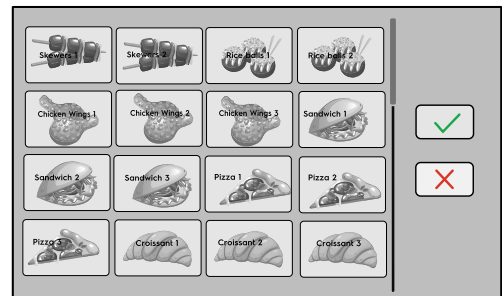 Skewers 1
Skewers 2
Rice balls 1
Rice balls 2
Chicken Wings 1
Chicken Wings 2
Chicken Wings 3
Sandwich 1
Sandwich 2
Sandwich 3
Pizza 1
Pizza 2
Pizza 3
Croissant 1
Croissant 2
Croissant 3